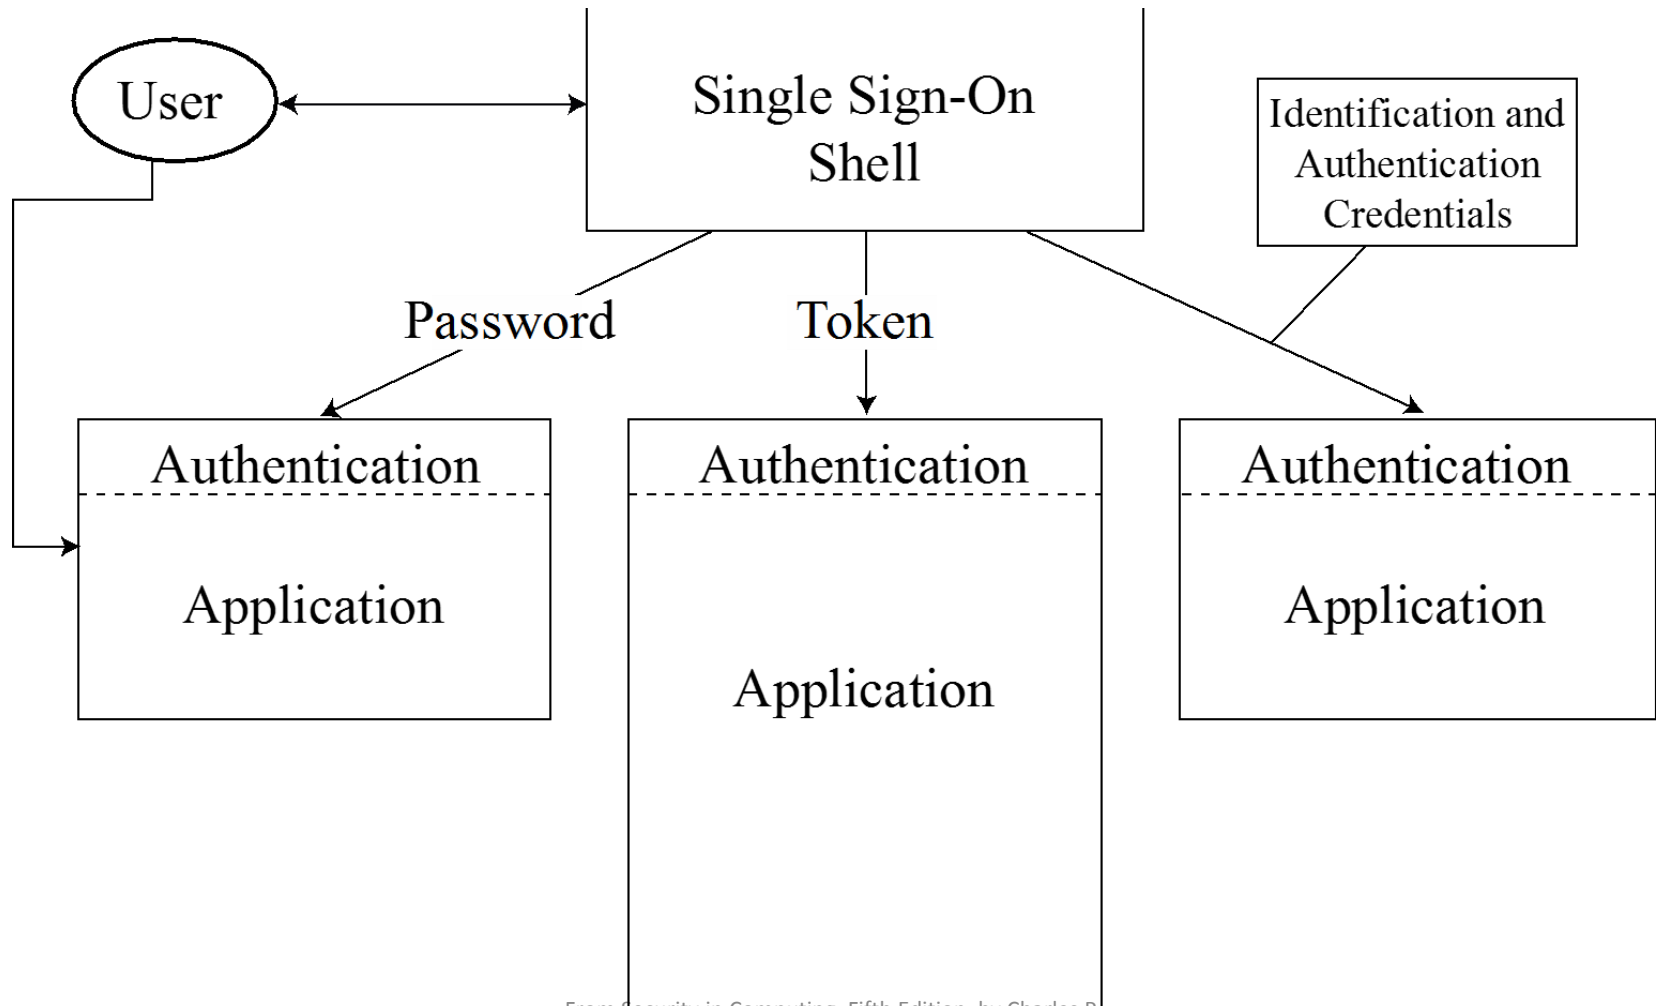 User
Single Sign-On
Shell
Identification and
Authentication
Credentials
Password
Token
Authentication
Authentication
Authentication
Application
Application
Application
From Security in Computing, Fifth Edition, by Charles P.